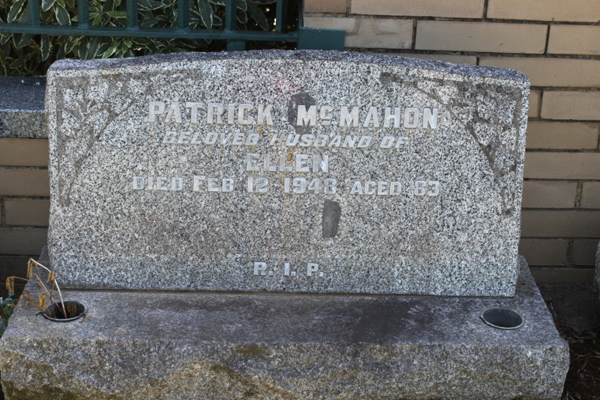 PATRICK McMAHON
BELOVED HUSBAND OF
ELLEN
DIED FEB 12 1948 AGED 83
R.I.P.